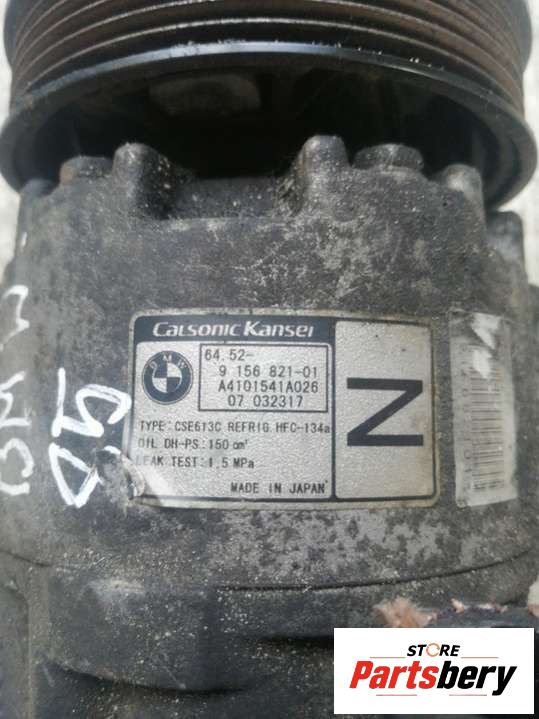 Calsonic Kansei
BMW
64.52-
9 156 821-01
A4101541A026
07 032317
TYPE: CSE613C REFRIG HFC-134a
OIL DH-PS: 150 cm³
LEAK TEST: 1.5 MPa
MADE IN JAPAN
N
STORE
Partsbery